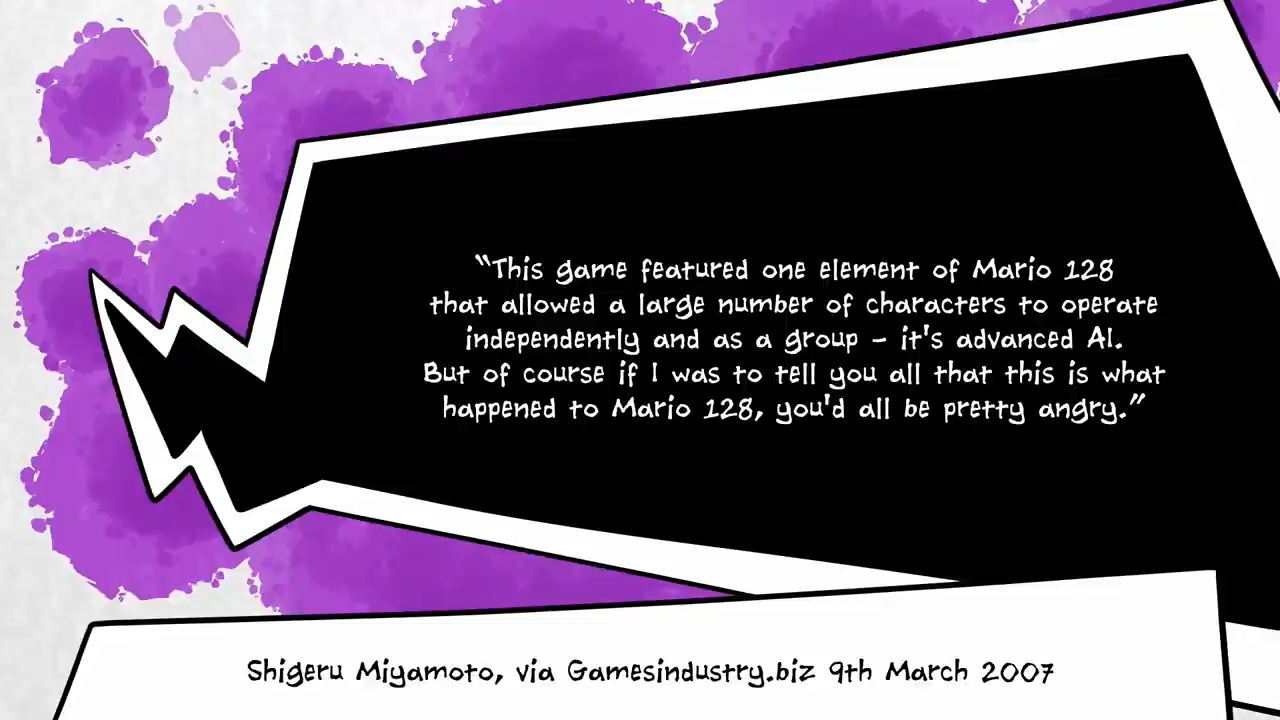 “This game featured one element of Mario 128
that allowed a large number of characters to operate
independently and as a group - it's advanced AI.
But of course if I was to tell you all that this is what
happened to Mario 128, you'd all be pretty angry.”
Shigeru Miyamoto, via Gamesindustry.biz 9th March 2007